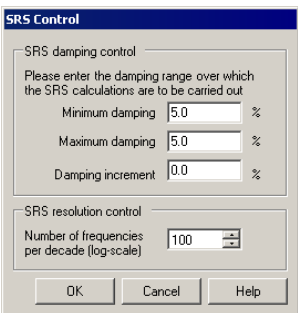 SRS Control
SRS damping control
Please enter the damping range over which
the SRS calculations are to be carried out
Minimum damping 5.0 %
Maximum damping 5.0 %
Damping increment 0.0 %
SRS resolution control
Number of frequencies
per decade (log-scale) 100
OK Cancel Help